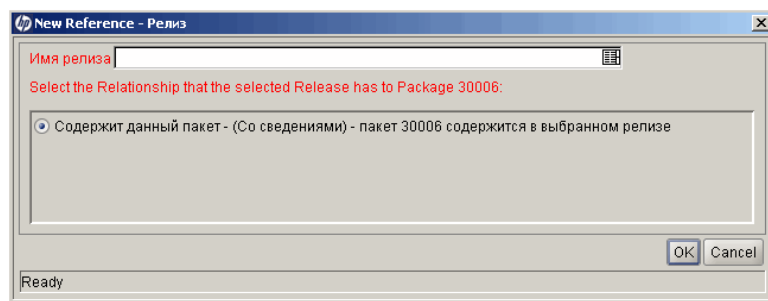 hp New Reference - Релиз
Имя релиза
Select the Relationship that the selected Release has to Package 30006:
Содержит данный пакет - (Со сведениями) - пакет 30006 содержится в выбранном релизе
OK Cancel
Ready